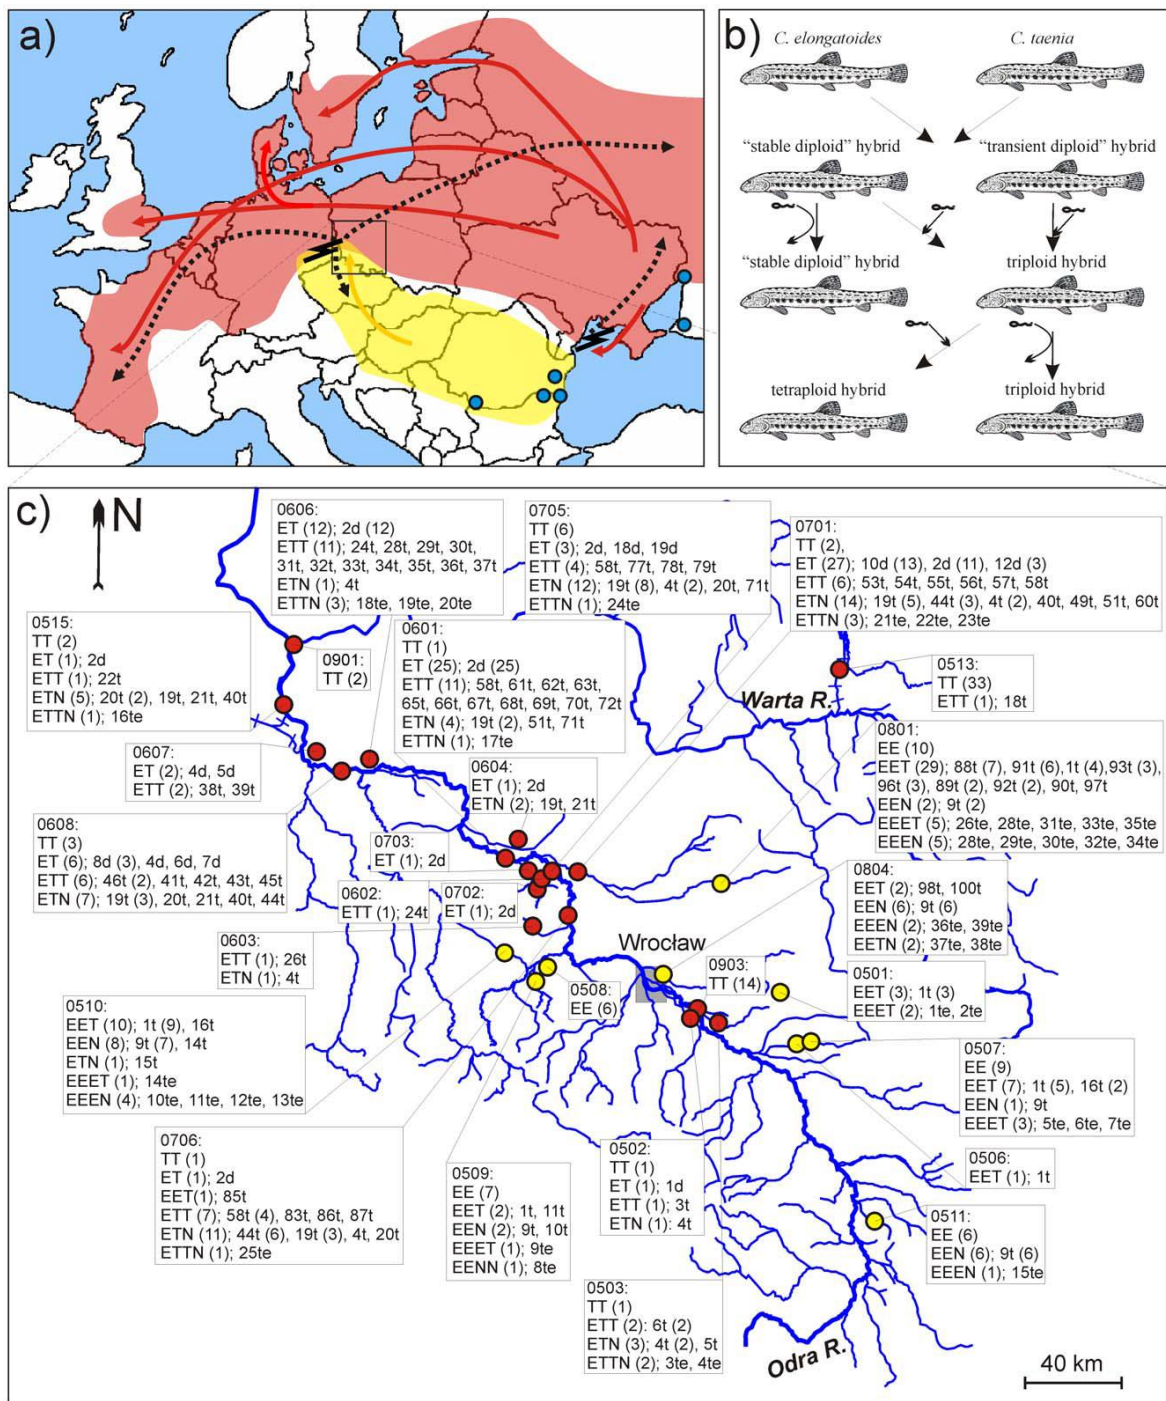 a)
b)
C. elongatoides
C. taenia
“stable diploid” hybrid
“transient diploid” hybrid
“stable diploid” hybrid
triploid hybrid
tetraploid hybrid
triploid hybrid
c)
N
0606:
ET (12); 2d (12)
ETT (11); 24t, 28t, 29t, 30t,
31t, 32t, 33t, 34t, 35t, 36t, 37t
ETN (1); 4t
ETTN (3); 18te, 19te, 20te
0705:
TT (6)
ET (3); 2d, 18d, 19d
ETT (4); 58t, 77t, 78t, 79t
ETN (12); 19t (8), 4t (2), 20t, 71t
ETTN (1); 24te
0701:
TT (2),
ET (27); 10d (13), 2d (11), 12d (3)
ETT (6); 53t, 54t, 55t, 56t, 57t, 58t
ETN (14); 19t (5), 44t (3), 4t (2), 40t, 49t, 51t, 60t
ETTN (3); 21te, 22te, 23te
0515:
TT (2)
ET (1); 2d
ETT (1); 22t
ETN (5); 20t (2), 19t, 21t, 40t
ETTN (1); 16te
0901:
TT (2)
0601:
TT (1)
ET (25); 2d (25)
ETT (11); 58t, 61t, 62t, 63t,
65t, 66t, 67t, 68t, 69t, 70t, 72t
ETN (4); 19t (2), 51t, 71t
ETTN (1); 17te
0513:
TT (33)
ETT (1); 18t
Warta R.
0801:
EE (10)
EET (29); 88t (7), 91t (6),1t (4),93t (3),
96t (3), 89t (2), 92t (2), 90t, 97t
EEN (2); 9t (2)
EEET (5); 26te, 28te, 31te, 33te, 35te
EEEN (5); 28te, 29te, 30te, 32te, 34te
0607:
ET (2); 4d, 5d
ETT (2); 38t, 39t
0604:
ET (1); 2d
ETN (2); 19t, 21t
0608:
TT (3)
ET (6); 8d (3), 4d, 6d, 7d
ETT (6); 46t (2), 41t, 42t, 43t, 45t
ETN (7); 19t (3), 20t, 21t, 40t, 44t
0703:
ET (1); 2d
0602:
ETT (1); 24t
0702:
ET (1); 2d
0804:
EET (2); 98t, 100t
EEN (6); 9t (6)
EEEN (2); 36te, 39te
EETN (2); 37te, 38te
0603:
ETT (1); 26t
ETN (1); 4t
Wrocław
0903:
TT (14)
0501:
EET (3); 1t (3)
EEET (2); 1te, 2te
0508:
EE (6)
0510:
EET (10); 1t (9), 16t
EEN (8); 9t (7), 14t
ETN (1); 15t
EEET (1); 14te
EEEN (4); 10te, 11te, 12te, 13te
0507:
EE (9)
EET (7); 1t (5), 16t (2)
EEN (1); 9t
EEET (3); 5te, 6te, 7te
0706:
TT (1)
ET (1); 2d
EET(1); 85t
ETT (7); 58t (4), 83t, 86t, 87t
ETN (11); 44t (6), 19t (3), 4t, 20t
ETTN (1); 25te
0509:
EE (7)
EET (2); 1t, 11t
EEN (2); 9t, 10t
EEET (1); 9te
EENN (1); 8te
0502:
TT (1)
ET (1); 1d
ETT (1); 3t
ETN (1): 4t
0506:
EET (1); 1t
0511:
EE (6)
EEN (6); 9t (6)
EEEN (1); 15te
0503:
TT (1)
ETT (2): 6t (2)
ETN (3); 4t (2), 5t
ETTN (2); 3te, 4te
Odra R.
40 km